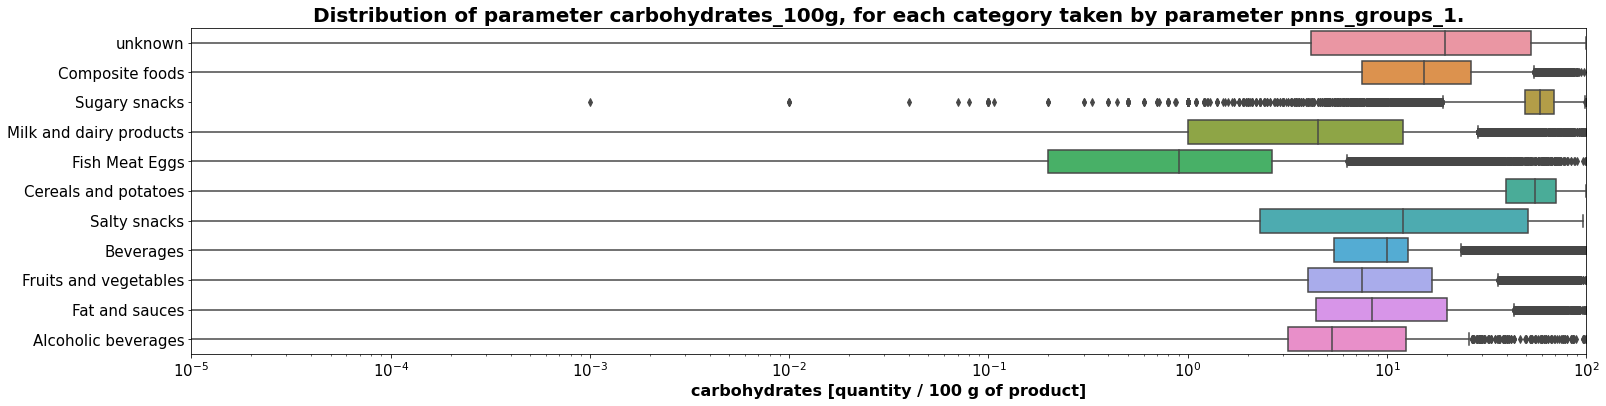 Distribution of parameter carbohydrates_100g, for each category taken by parameter pnns_groups_1.
unknown
Composite foods
Sugary snacks
Milk and dairy products
Fish Meat Eggs
Cereals and potatoes
Salty snacks
Beverages
Fruits and vegetables
Fat and sauces
Alcoholic beverages
10⁻⁵ 10⁻⁴ 10⁻³ 10⁻² 10⁻¹ 10⁰ 10¹ 10²
carbohydrates [quantity / 100 g of product]